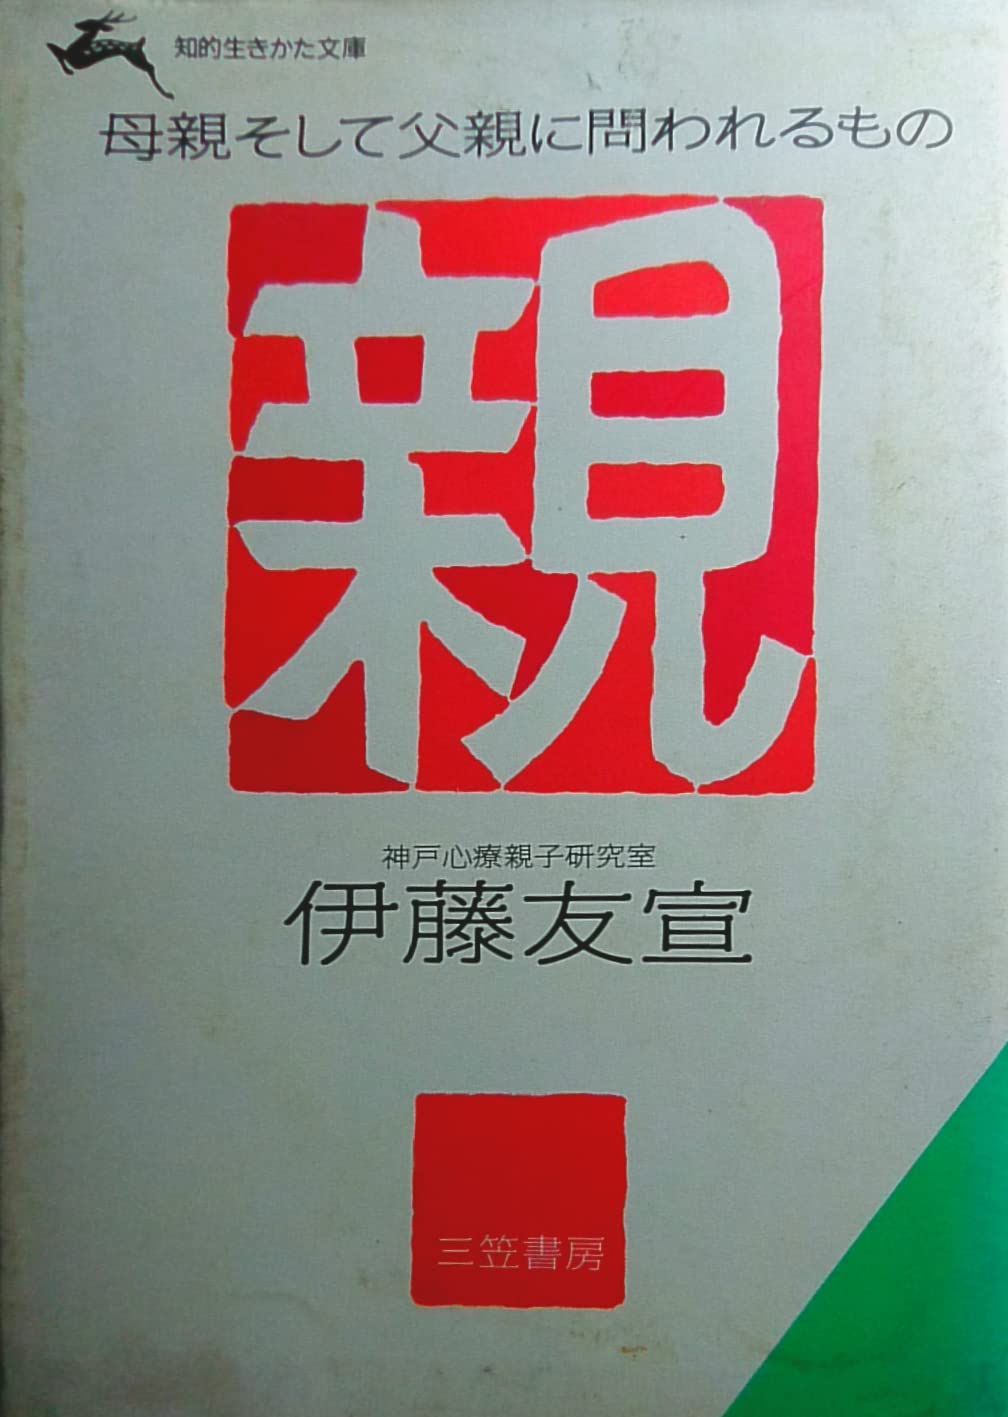 知的生きかた文庫
母親そして父親に問われるもの
親
神戸心療親子研究室
伊藤友宣
三笠書房